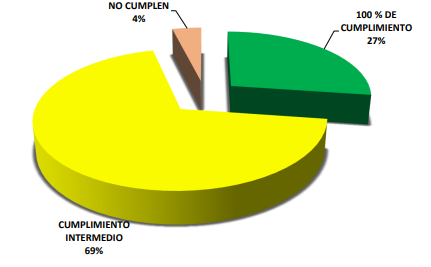 NO CUMPLEN
4%
100 % DE
CUMPLIMIENTO
27%
CUMPLIMIENTO
INTERMEDIO
69%